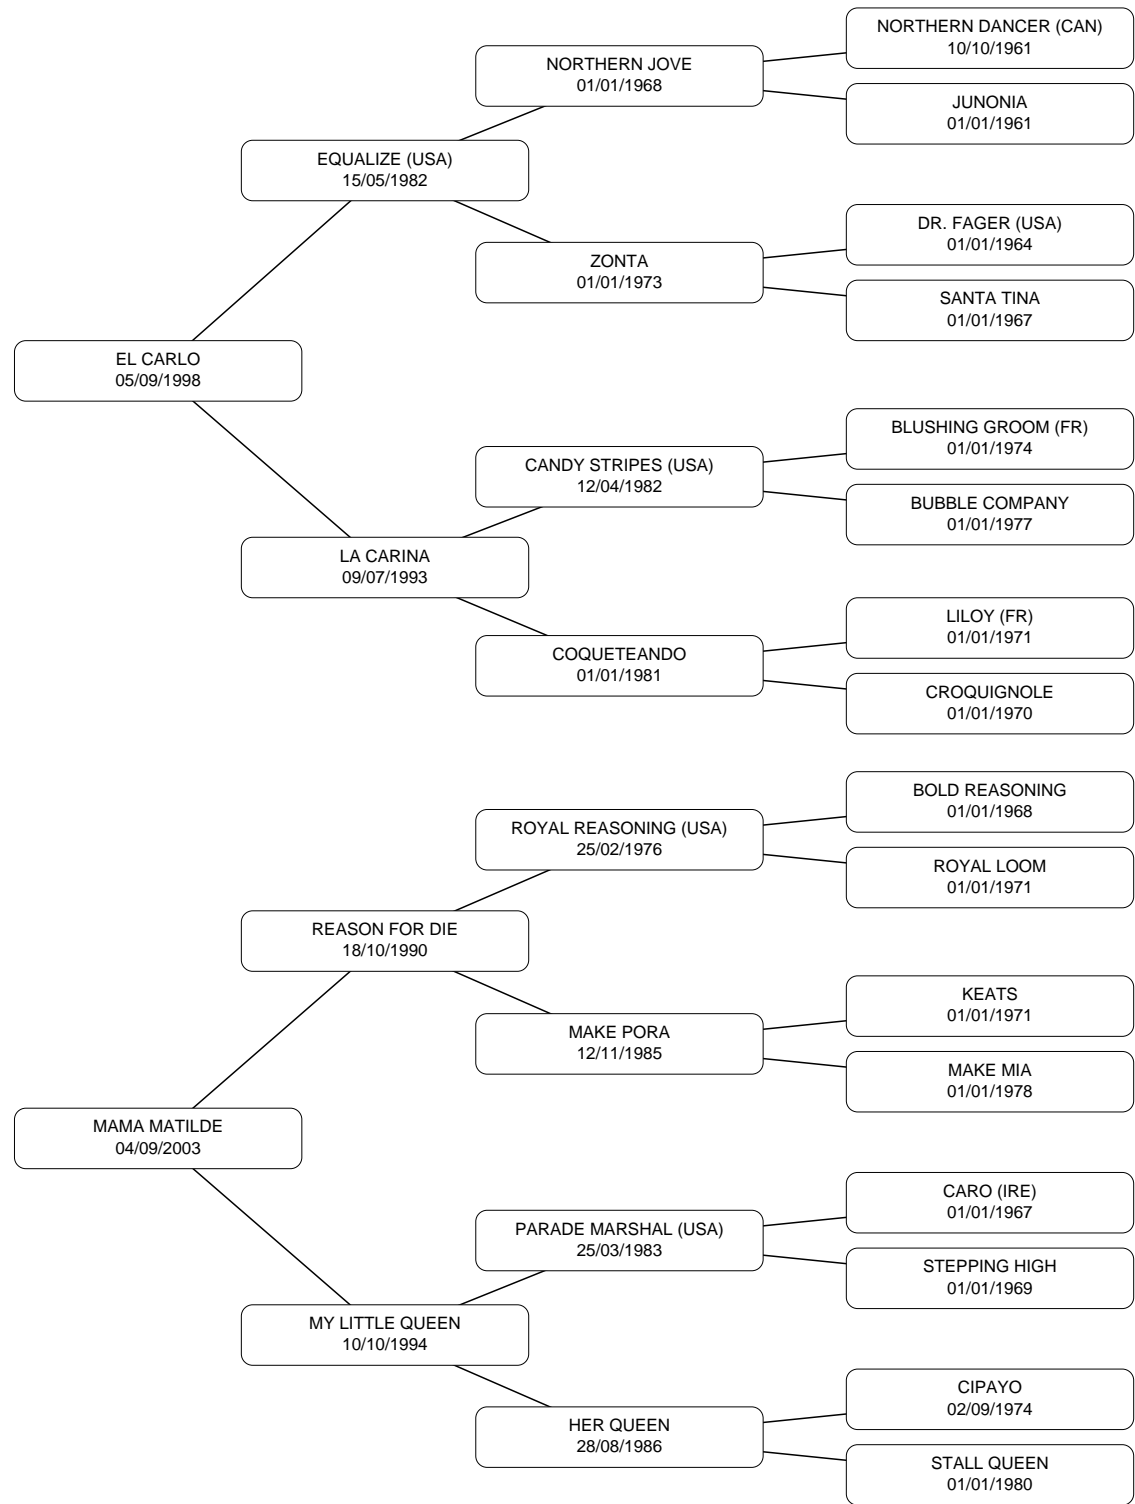 NORTHERN DANCER (CAN)
10/10/1961
NORTHERN JOVE
01/01/1968
JUNONIA
01/01/1961
EQUALIZE (USA)
15/05/1982
DR. FAGER (USA)
01/01/1964
ZONTA
01/01/1973
SANTA TINA
01/01/1967
EL CARLO
05/09/1998
BLUSHING GROOM (FR)
01/01/1974
CANDY STRIPES (USA)
12/04/1982
BUBBLE COMPANY
01/01/1977
LA CARINA
09/07/1993
LILOY (FR)
01/01/1971
COQUETEANDO
01/01/1981
CROQUIGNOLE
01/01/1970
BOLD REASONING
01/01/1968
ROYAL REASONING (USA)
25/02/1976
ROYAL LOOM
01/01/1971
REASON FOR DIE
18/10/1990
KEATS
01/01/1971
MAKE PORA
12/11/1985
MAKE MIA
01/01/1978
MAMA MATILDE
04/09/2003
CARO (IRE)
01/01/1967
PARADE MARSHAL (USA)
25/03/1983
STEPPING HIGH
01/01/1969
MY LITTLE QUEEN
10/10/1994
CIPAYO
02/09/1974
HER QUEEN
28/08/1986
STALL QUEEN
01/01/1980